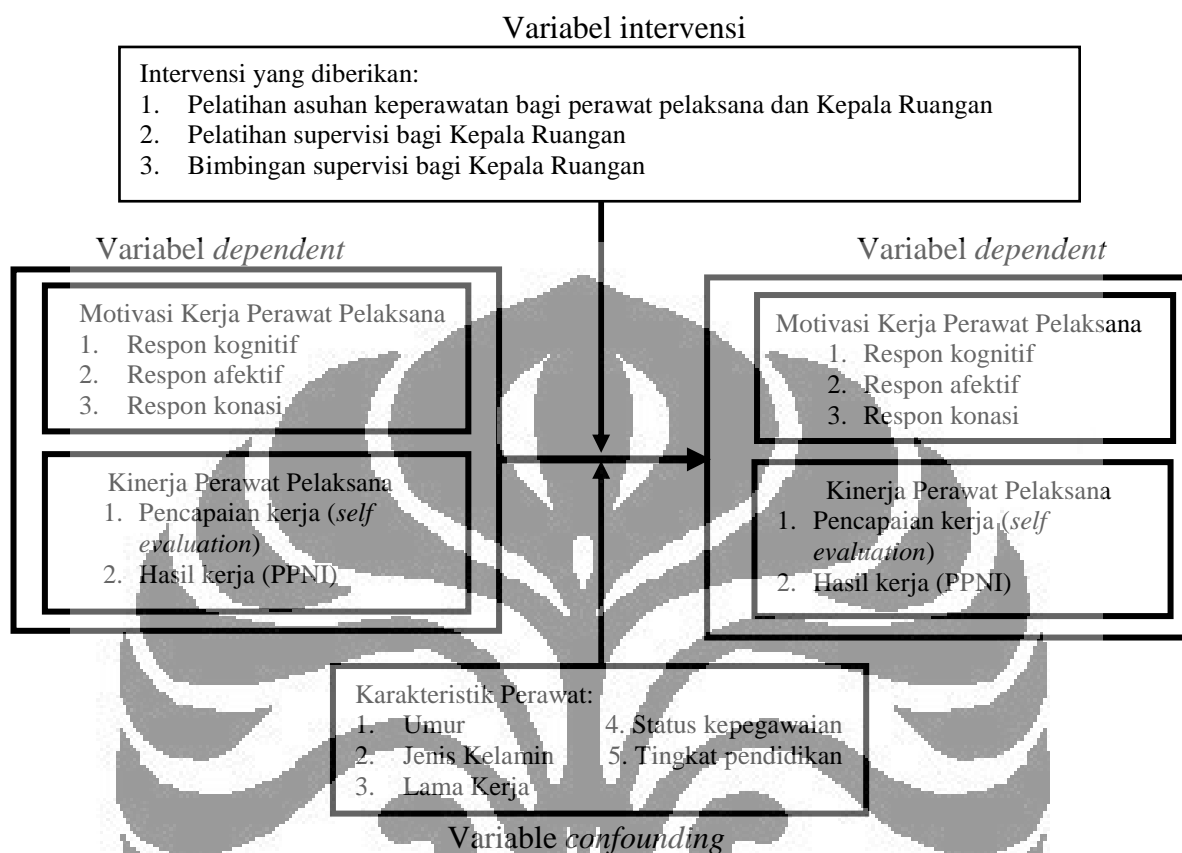 Variabel intervensi
Intervensi yang diberikan:
1. Pelatihan asuhan keperawatan bagi perawat pelaksana dan Kepala Ruangan
2. Pelatihan supervisi bagi Kepala Ruangan
3. Bimbingan supervisi bagi Kepala Ruangan
Variabel dependent
Motivasi Kerja Perawat Pelaksana
1. Respon kognitif
2. Respon afektif
3. Respon konasi
Kinerja Perawat Pelaksana
1. Pencapaian kerja (self
evaluation)
2. Hasil kerja (PPNI)
Variabel dependent
Motivasi Kerja Perawat Pelaksana
1. Respon kognitif
2. Respon afektif
3. Respon konasi
Kinerja Perawat Pelaksana
1. Pencapaian kerja (self
evaluation)
2. Hasil kerja (PPNI)
Karakteristik Perawat:
1. Umur 4. Status kepegawaian
2. Jenis Kelamin 5. Tingkat pendidikan
3. Lama Kerja
Variable confounding